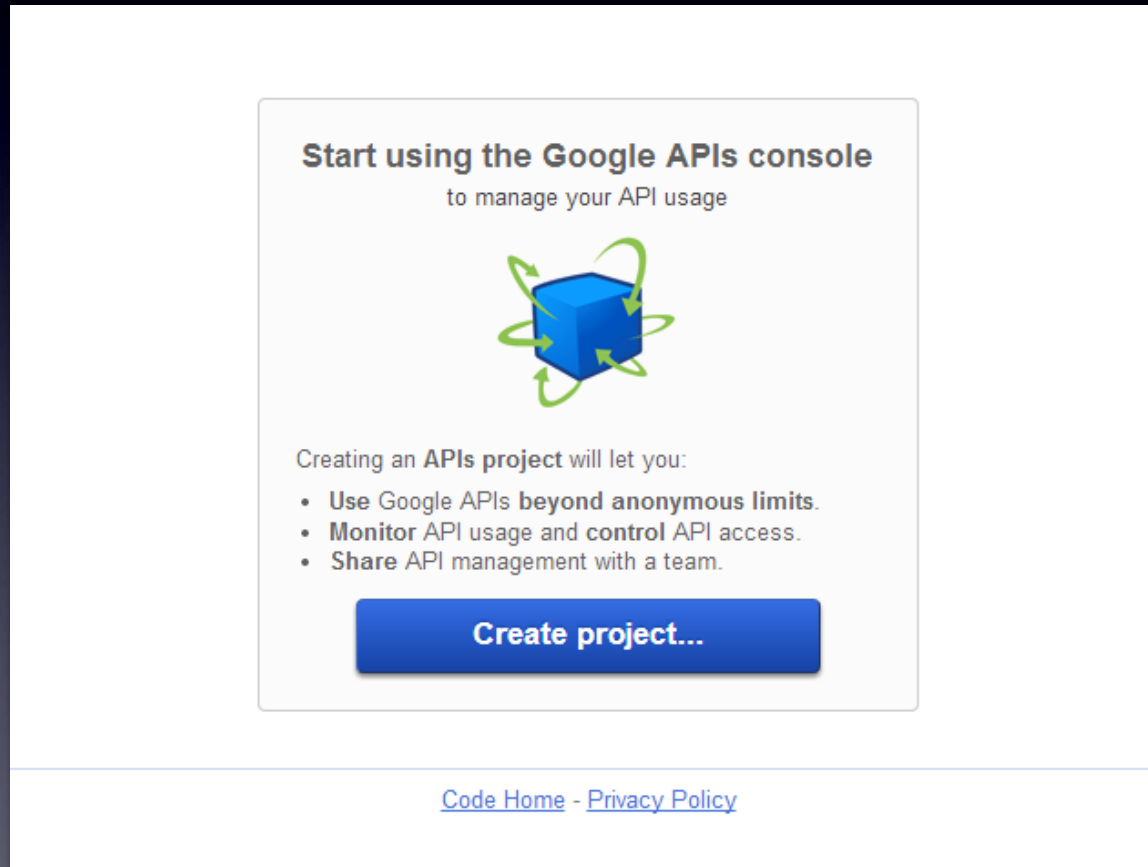 Start using the Google APIs console
to manage your API usage
Creating an APIs project will let you:
• Use Google APIs beyond anonymous limits.
• Monitor API usage and control API access.
• Share API management with a team.
Create project...
Code Home - Privacy Policy